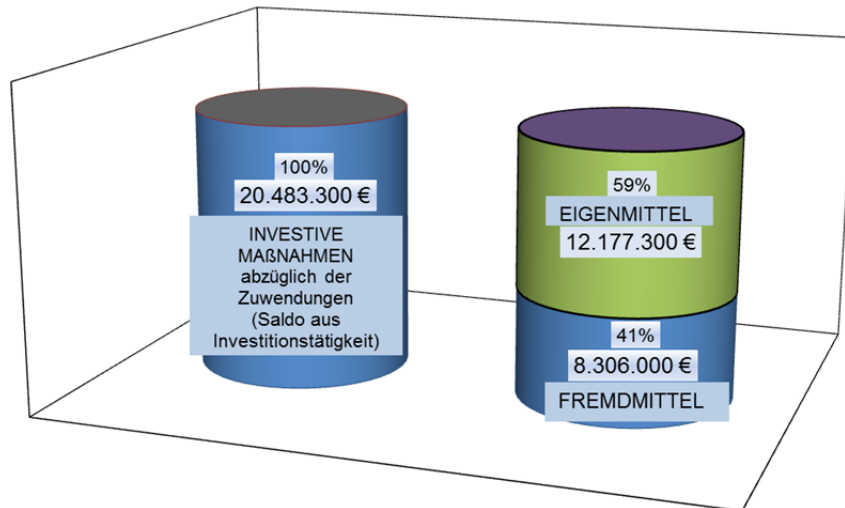 100%
20.483.300 €
INVESTIVE
MAßNAHMEN
abzüglich der
Zuwendungen
(Saldo aus
Investitionstätigkeit)
59%
EIGENMITTEL
12.177.300 €
41%
8.306.000 €
FREMDMITTEL